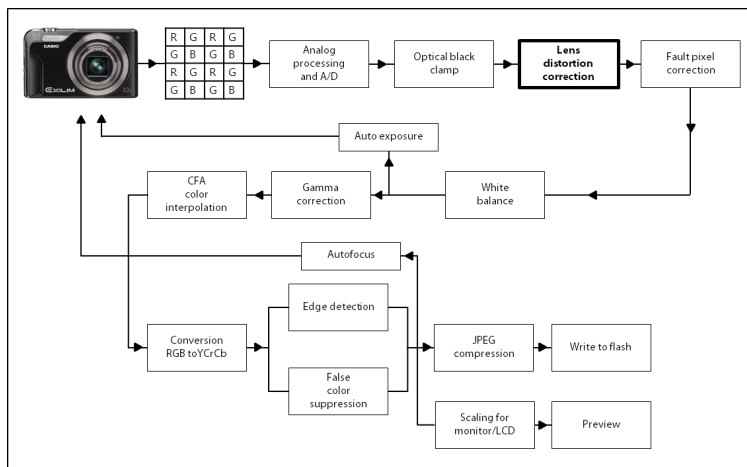 CASIO
EXILIM
10x
R G R G
G B G B
R G R G
G B G B
Analog
processing
and A/D
Optical black
clamp
Lens
distortion
correction
Fault pixel
correction
Auto exposure
CFA
color
interpolation
Gamma
correction
White
balance
Autofocus
Conversion
RGB toYCrCb
Edge detection
False
color
suppression
JPEG
compression
Write to flash
Scaling for
monitor/LCD
Preview